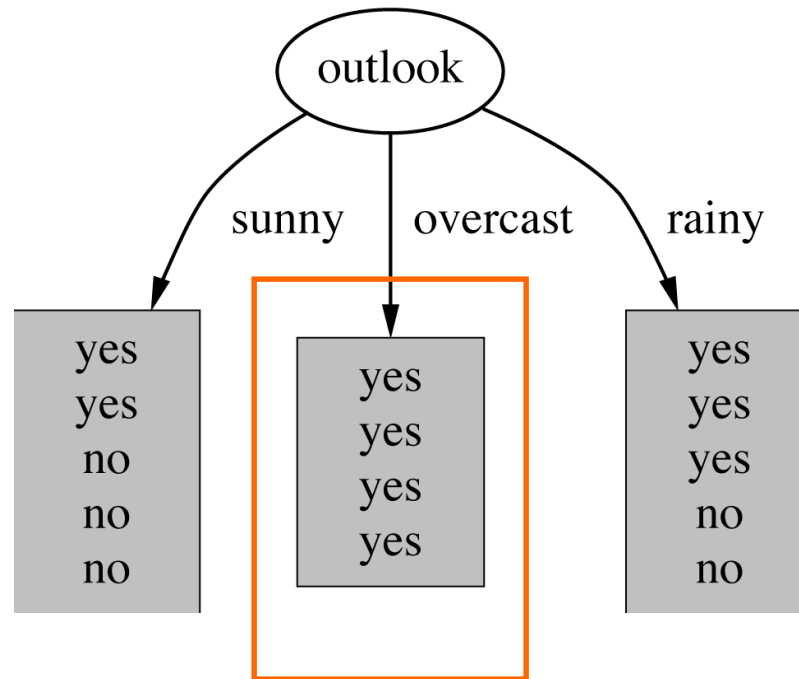 outlook
sunny overcast rainy
yes
yes
no
no
no
yes
yes
yes
yes
yes
yes
yes
no
no